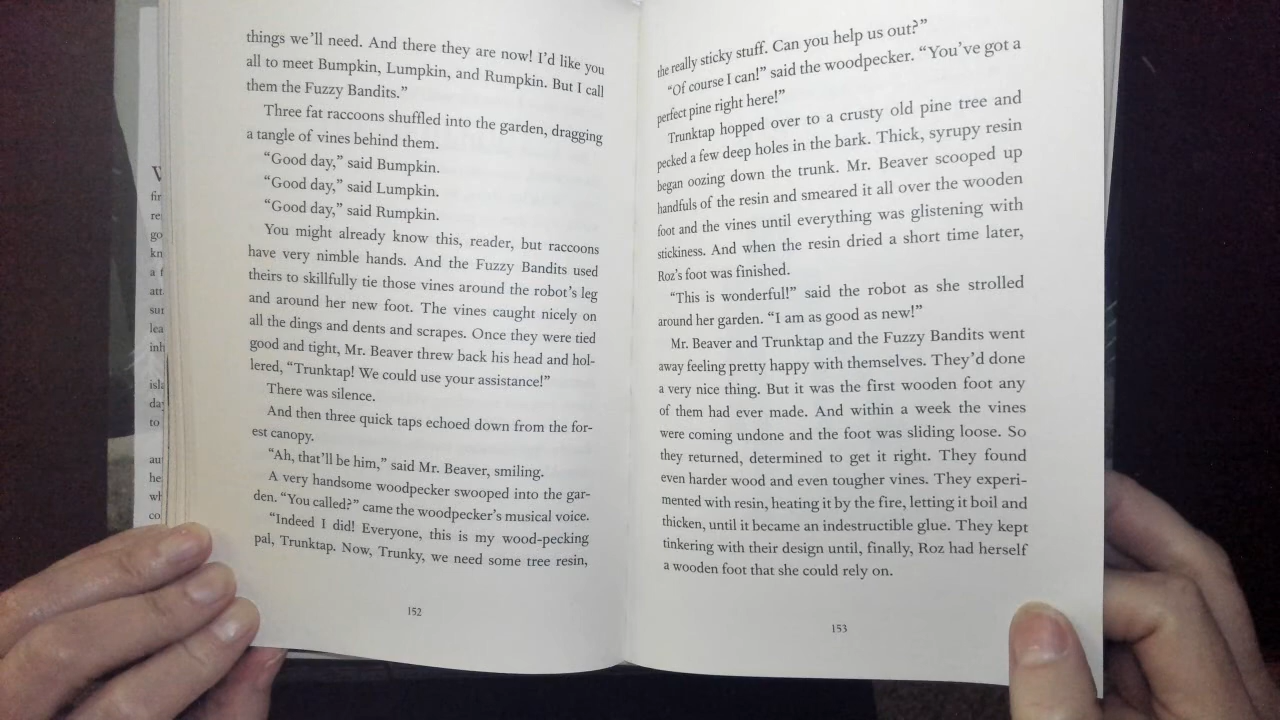 things we'll need. And there they are now! I'd like you
all to meet Bumpkin, Lumpkin, and Rumpkin. But I call
them the Fuzzy Bandits."
Three fat raccoons shuffled into the garden, dragging
a tangle of vines behind them.
"Good day," said Bumpkin.
"Good day," said Lumpkin.
"Good day," said Rumpkin.
You might already know this, reader, but raccoons
have very nimble hands. And the Fuzzy Bandits used
theirs to skillfully tie those vines around the robot's leg
and around her new foot. The vines caught nicely on
all the dings and dents and scrapes. Once they were tied
good and tight, Mr. Beaver threw back his head and hol-
lered, "Trunktap! We could use your assistance!"
There was silence.
And then three quick taps echoed down from the for-
est canopy.
"Ah, that'll be him," said Mr. Beaver, smiling.
A very handsome woodpecker swooped into the gar-
den. "You called?" came the woodpecker's musical voice.
"Indeed I did! Everyone, this is my wood-pecking
pal, Trunktap. Now, Trunky, we need some tree resin,
152
the really sticky stuff. Can you help us out?"
"Of course I can!" said the woodpecker. "You've got a
perfect pine right here!"
Trunktap hopped over to a crusty old pine tree and
pecked a few deep holes in the bark. Thick, syrupy resin
began oozing down the trunk. Mr. Beaver scooped up
handfuls of the resin and smeared it all over the wooden
foot and the vines until everything was glistening with
stickiness. And when the resin dried a short time later,
Roz's foot was finished.
"This is wonderful!" said the robot as she strolled
around her garden. "I am as good as new!"
Mr. Beaver and Trunktap and the Fuzzy Bandits went
away feeling pretty happy with themselves. They'd done
a very nice thing. But it was the first wooden foot any
of them had ever made. And within a week the vines
were coming undone and the foot was sliding loose. So
they returned, determined to get it right. They found
even harder wood and even tougher vines. They experi-
mented with resin, heating it by the fire, letting it boil and
thicken, until it became an indestructible glue. They kept
tinkering with their design until, finally, Roz had herself
a wooden foot that she could rely on.
153